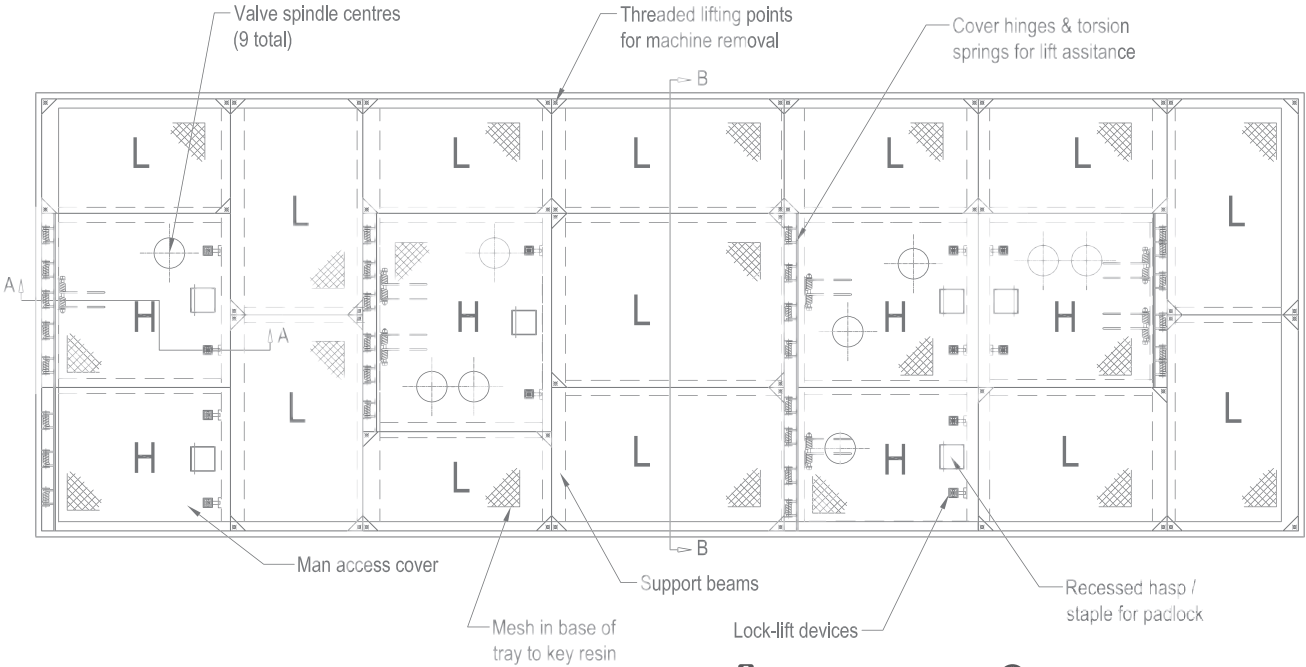 Valve spindle centres
(9 total)
Threaded lifting points
for machine removal
Cover hinges & torsion
springs for lift assitance
B
L
L
L
L
L
L
L
A
H
H
L
H
H
A
L
L
H
L
H
L
L
L
B
Man access cover
Support beams
Recessed hasp /
staple for padlock
Mesh in base of
tray to key resin
Lock-lift devices